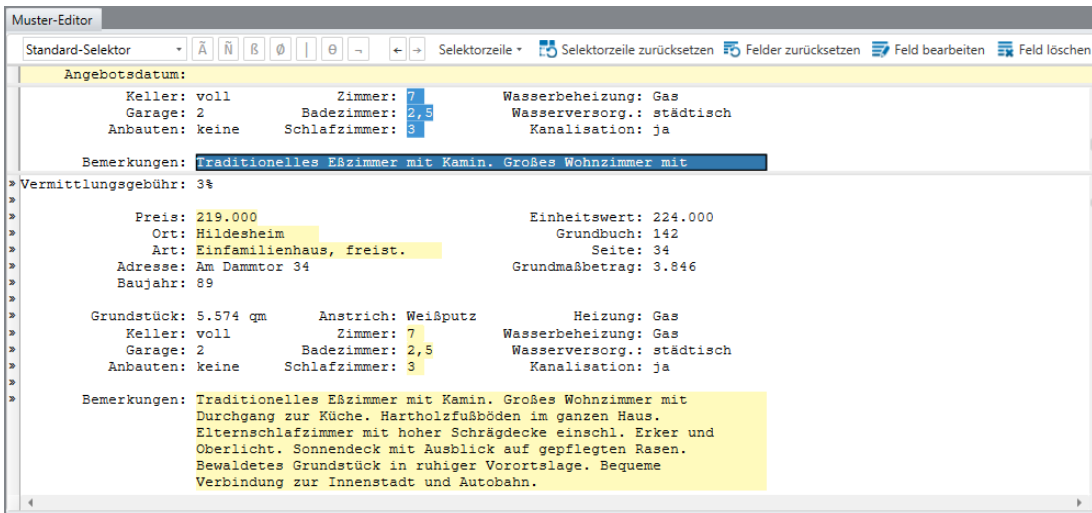 Muster-Editor
Standard-Selektor Ã Ñ ß Ø | θ ¬ ← → Selektorzeile Selektorzeile zurücksetzen Felder zurücksetzen Feld bearbeiten Feld löschen
Angebotsdatum:
Keller: voll Zimmer: 7 Wasserbeheizung: Gas
Garage: 2 Badezimmer: 2,5 Wasserversorg.: städtisch
Anbauten: keine Schlafzimmer: 3 Kanalisation: ja
Bemerkungen: Traditionelles Eßzimmer mit Kamin. Großes Wohnzimmer mit
» Vermittlungsgebühr: 3%
»
» Preis: 219.000 Einheitswert: 224.000
» Ort: Hildesheim Grundbuch: 142
» Art: Einfamilienhaus, freist. Seite: 34
» Adresse: Am Dammtor 34 Grundmaßbetrag: 3.846
» Baujahr: 89
»
» Grundstück: 5.574 qm Anstrich: Weißputz Heizung: Gas
» Keller: voll Zimmer: 7 Wasserbeheizung: Gas
» Garage: 2 Badezimmer: 2,5 Wasserversorg.: städtisch
» Anbauten: keine Schlafzimmer: 3 Kanalisation: ja
»
» Bemerkungen: Traditionelles Eßzimmer mit Kamin. Großes Wohnzimmer mit
Durchgang zur Küche. Hartholzfußböden im ganzen Haus.
Elternschlafzimmer mit hoher Schrägdecke einschl. Erker und
Oberlicht. Sonnendeck mit Ausblick auf gepflegten Rasen.
Bewaldetes Grundstück in ruhiger Vorortslage. Bequeme
Verbindung zur Innenstadt und Autobahn.